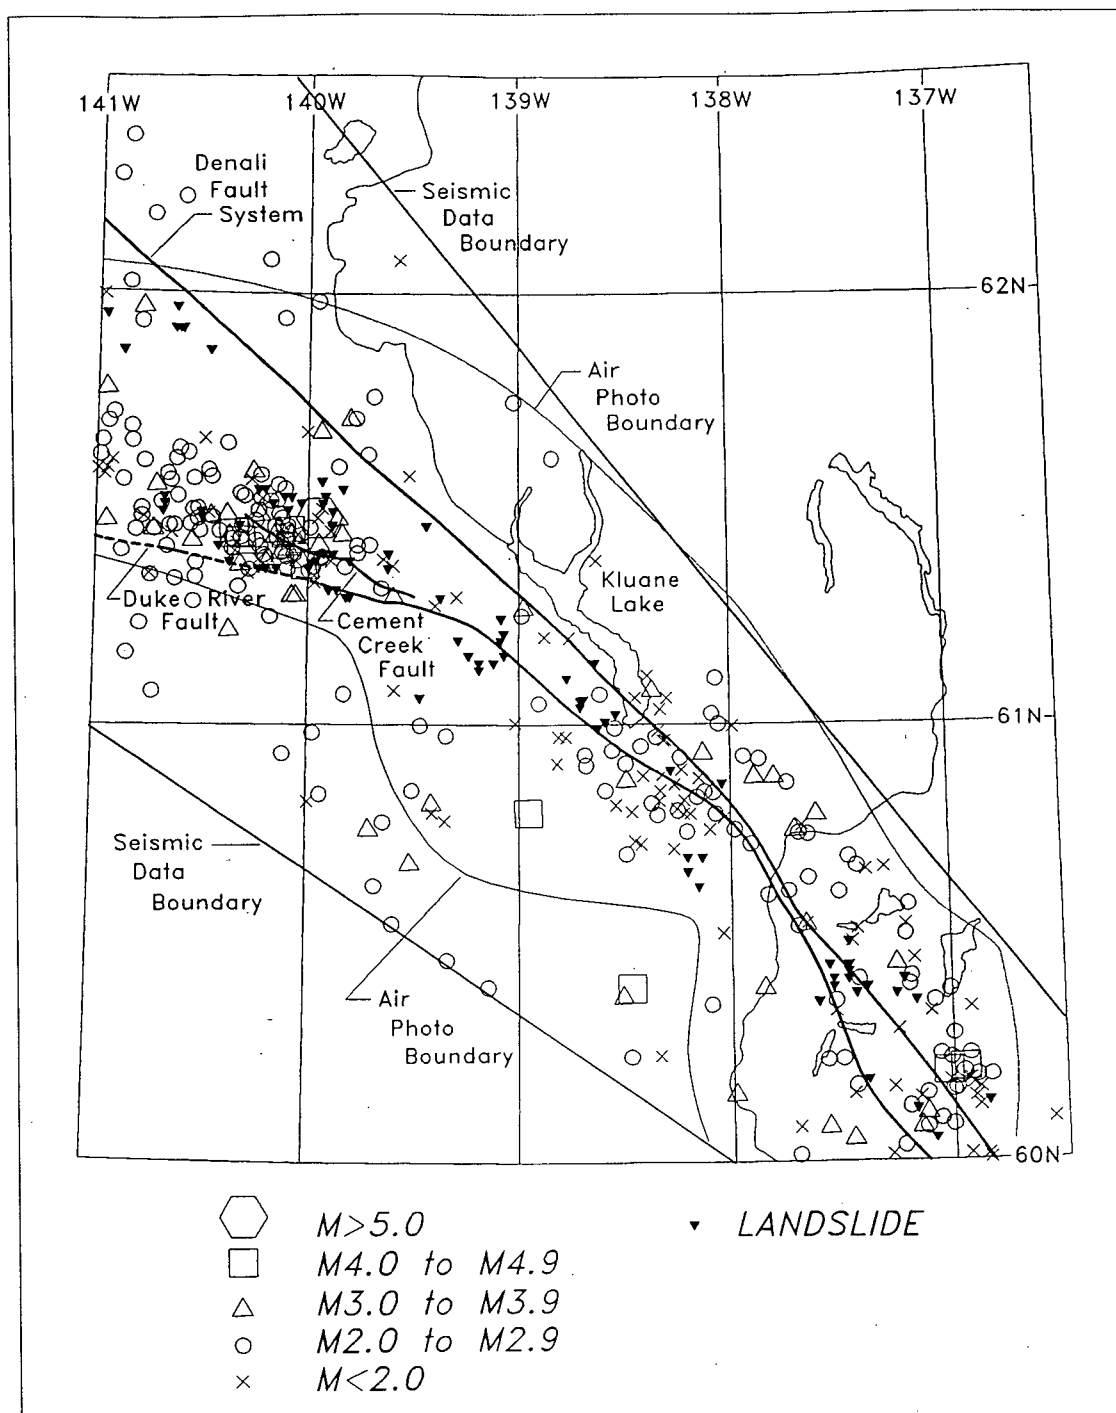 141W
140W
139W
138W
137W
Denali
Fault
System
Seismic
Data
Boundary
62N
Air
Photo
Boundary
Kluane
Lake
Duke River
Fault
Cement
Creek
Fault
61N
Seismic
Data
Boundary
Air
Photo
Boundary
60N
M>5.0
M4.0 to M4.9
M3.0 to M3.9
M2.0 to M2.9
M<2.0
LANDSLIDE